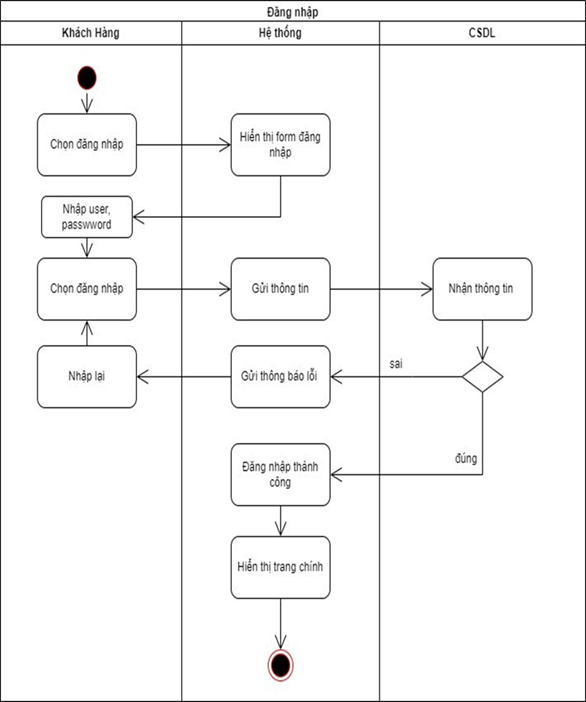 Đăng nhập
Khách Hàng
Hệ thống
CSDL
Chọn đăng nhập
Hiển thị form đăng
nhập
Nhập user,
passwword
Chọn đăng nhập
Gửi thông tin
Nhận thông tin
Nhập lại
Gửi thông báo lỗi
sai
đúng
Đăng nhập thành
công
Hiển thị trang chính